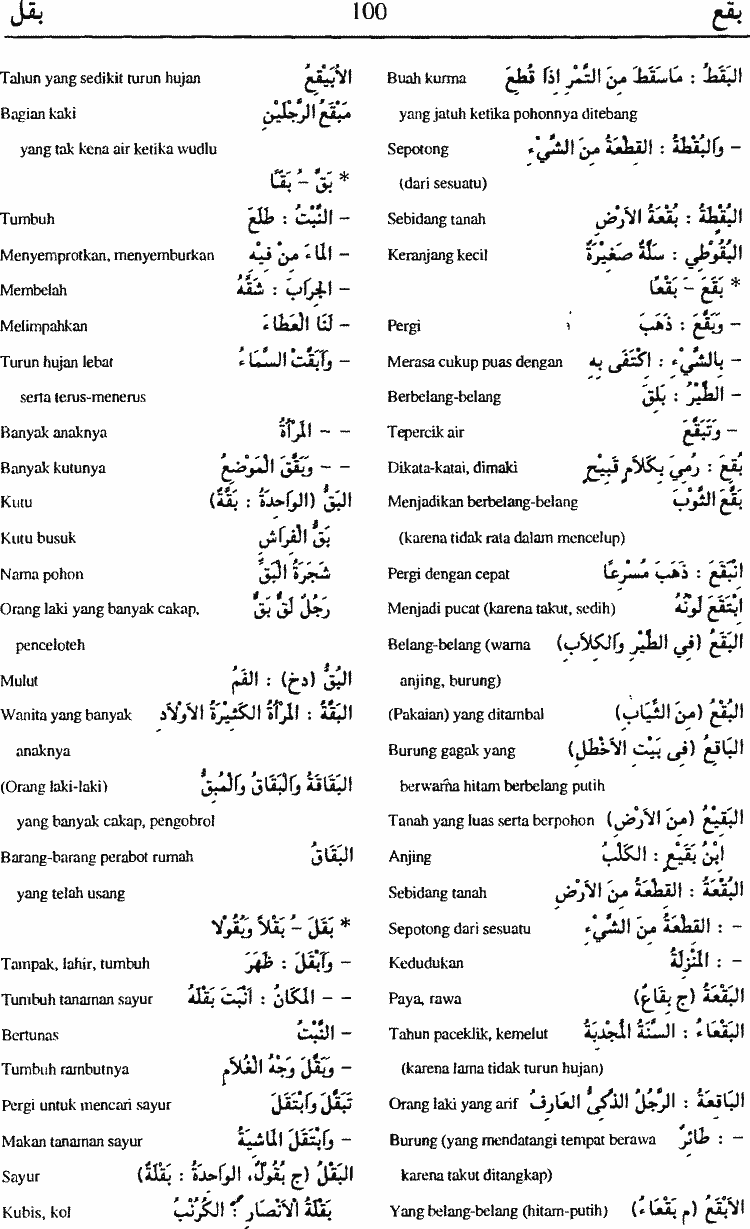 بقع 100 بقل
البَقَطُ : مَاسَقَطَ مِنَ التَّمْرِ اِذَا قُطِعَ Buah kurma
yang jatuh ketika pohonnya ditebang
– وَالبُقْطَةُ : القِطْعَةُ مِنَ الشَّيْءِ Sepotong
(dari sesuatu)
البُقْطَةُ : بُقْعَةُ الاَرْضِ Sebidang tanah
البُقُوْطِي : سَلَّةٌ صَغِيْرَةٌ Keranjang kecil
* بَقَعَ – بَقْعًا
– وَبَقَّعَ : ذَهَبَ Pergi
– بِالشَّيْءِ : اِكْتَفَى بِهِ Merasa cukup puas dengan
– الطَّيْرُ : بَلِقَ Berbelang-belang
– وَتَبَقَّعَ Tepercik air
بُقِعَ : رُمِيَ بِكَلاَمٍ قَبِيْحٍ Dikata-katai, dimaki
بَقَّعَ الثَّوْبَ Menjadikan berbelang-belang
(karena tidak rata dalam mencelup)
اِنْبَقَعَ : ذَهَبَ مُسْرِعًا Pergi dengan cepat
اِبْتُقِعَ لَوْنُهُ Menjadi pucat (karena takut, sedih)
البَقَعُ (فِي الطَّيْرِ وَالكِلاَبِ) Belang-belang (warna
anjing, burung)
البُقْعُ (مِنَ الثِّيَابِ) (Pakaian) yang ditambal
البَاقِعُ (فِى بَيْتِ الاَخْطَلِ) Burung gagak yang
berwarna hitam berbelang putih
البَقِيْعُ (مِنَ الاَرْضِ) Tanah yang luas serta berpohon
اِبْنُ بَقِيْعٍ : الكَلْبُ Anjing
البُقْعَةُ : القِطْعَةُ مِنَ الاَرْضِ Sebidang tanah
– : القِطْعَةُ مِنَ الشَّيْءِ Sepotong dari sesuatu
– : المَنْزِلَةُ Kedudukan
البَقْعَةُ (ج بِقَاعٌ) Paya, rawa
البَقْعَاءُ : السَّنَةُ المُجْدِبَةُ Tahun paceklik, kemelut
(karena lama tidak turun hujan)
البَاقِعَةُ : الرَّجُلُ الذَّكِيُّ العَارِفُ Orang laki yang arif
– : طَائِرٌ Burung (yang mendatangi tempat berawa
karena takut ditangkap)
الاَبْقَعُ (م بَقْعَاءُ) Yang belang-belang (hitam-putih)
الاُبَيْقِعُ Tahun yang sedikit turun hujan
مَبْقَعُ الرِّجْلَيْنِ Bagian kaki
yang tak kena air ketika wudlu
* بَقَّ – بَقًّا
– النَّبْتُ : طَلَعَ Tumbuh
– المَاءَ مِنْ فِيْهِ Menyemprotkan, menyemburkan
– الجِرَابَ : شَقَّهُ Membelah
– لَنَا العَطَاءَ Melimpahkan
– وَاَبَقَّتْ السَّمَاءُ Turun hujan lebat
serta terus-menerus
– – المَرْأَةُ Banyak anaknya
– – وَبَقَّقَ المَوْضِعُ Banyak kutunya
البَقُّ (الوَاحِدَةُ : بَقَّةٌ) Kutu
بَقُّ الْفِرَاشِ Kutu busuk
شَجَرَةُ الْبَقِّ Nama pohon
رَجُلٌ لَقٌّ بَقٌّ Orang laki yang banyak cakap,
penceloteh
البُقُّ (دخ) : الفَمُ Mulut
البَقَّةُ : المَرْأَةُ الكَثِيْرَةُ الاَوْلاَدِ Wanita yang banyak
anaknya
البَقَاقَةُ وَالْبَقَاقُ وَالْمِبَقُّ (Orang laki-laki)
yang banyak cakap, pengobrol
البَقَاقُ Barang-barang perabot rumah
yang telah usang
* بَقَلَ – بَقْلاً وَبُقُولا
– وَاَبْقَلَ : ظَهَرَ Tampak, lahir, tumbuh
– – المَكَانُ : اَنْبَتَ بَقْلَهُ Tumbuh tanaman sayur
– النَّبْتُ Bertunas
– وَبَقَّلَ وَجْهُ الْغُلاَمِ Tumbuh rambutnya
تَبَقَّلَ وَابْتَقَلَ Pergi untuk mencari sayur
– وَابْتَقَلَ المَاشِيَةُ Makan tanaman sayur
البَقْلُ (ج بُقُولٌ، الوَاحِدَةُ : بَقْلَةٌ) Sayur
بَقْلَةُ الاَنْصَارِ : الكُرُنْبُ Kubis, kol